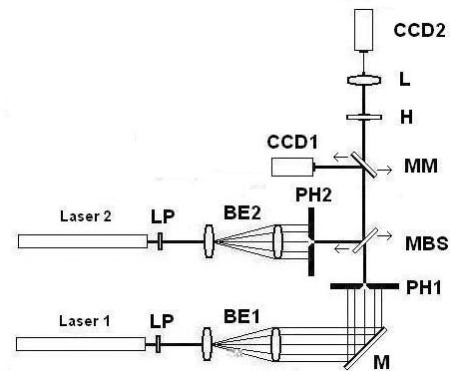 CCD2
L
H
CCD1
MM
PH2
Laser 2
LP
BE2
MBS
PH1
Laser 1
LP
BE1
M